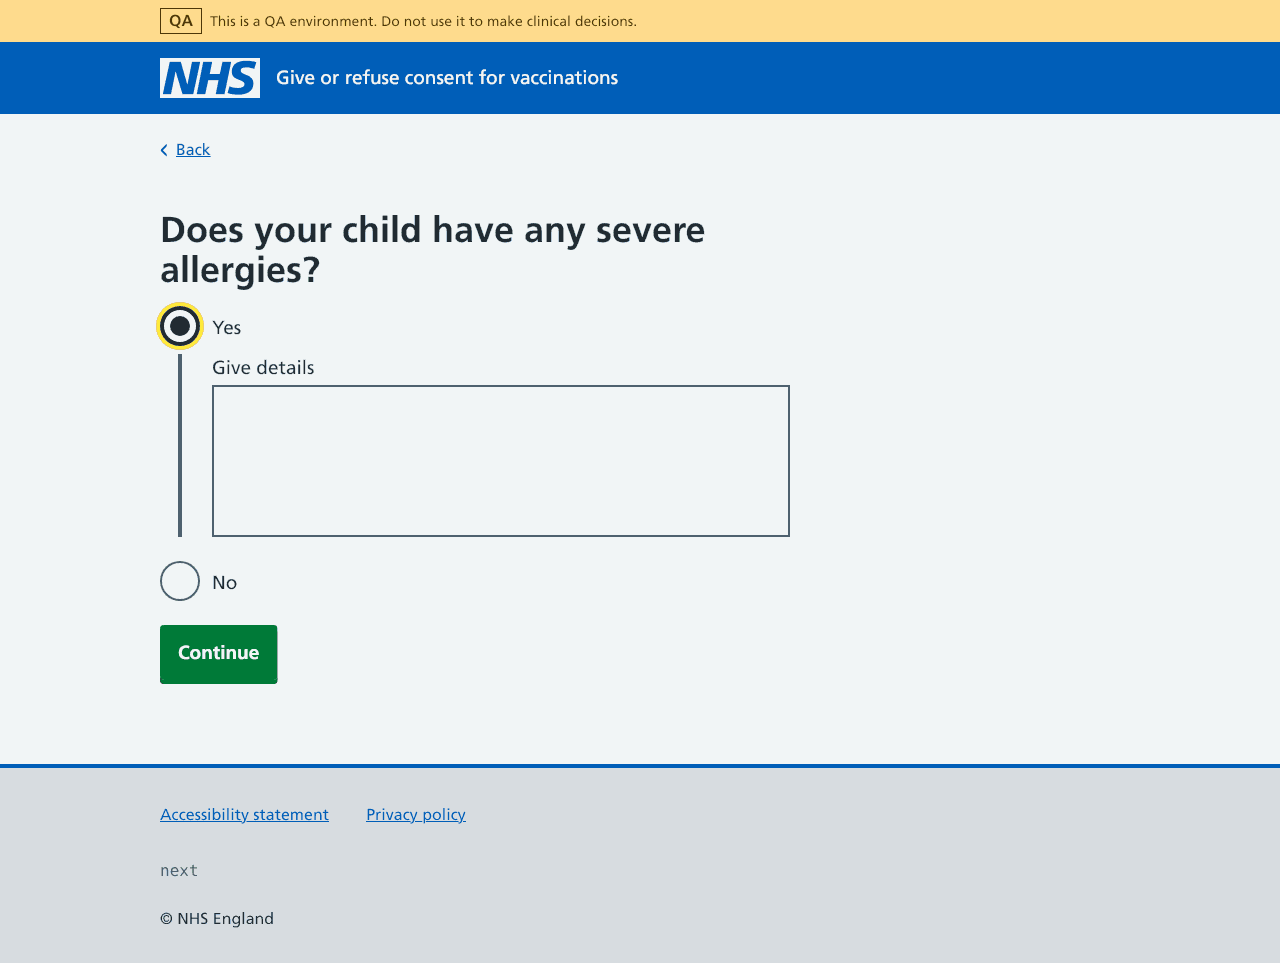 QA This is a QA environment. Do not use it to make clinical decisions.
NHS Give or refuse consent for vaccinations
Back
Does your child have any severe
allergies?
Yes
Give details
No
Continue
Accessibility statement Privacy policy
next
© NHS England